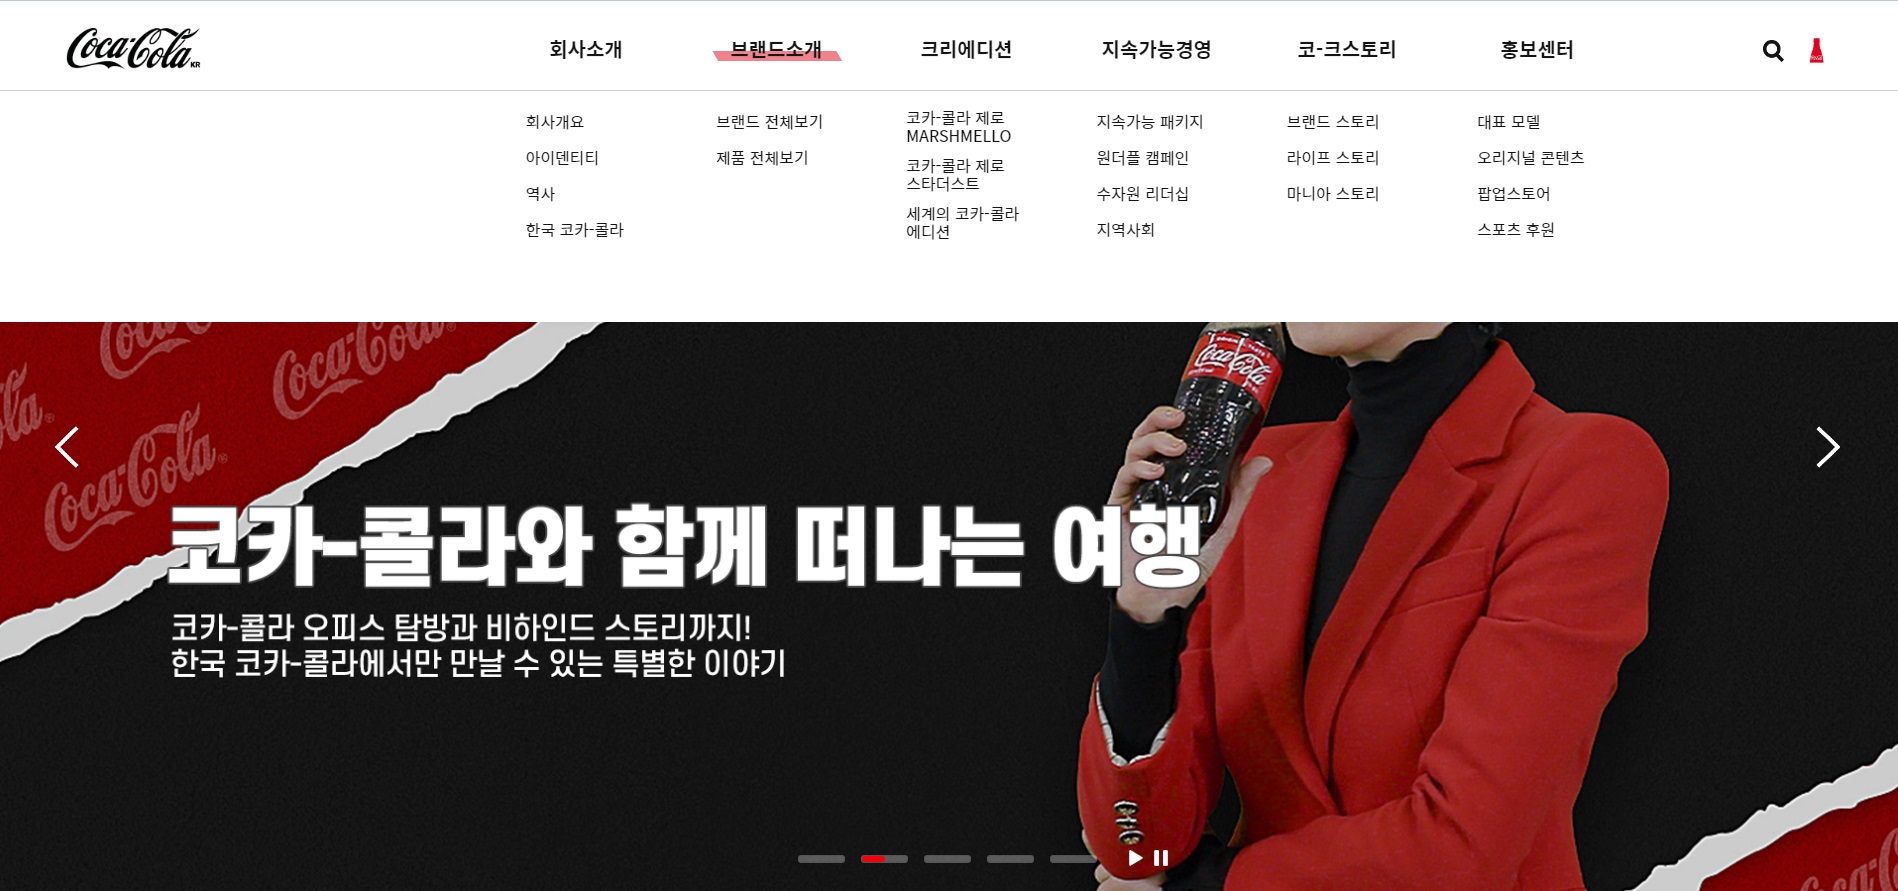 Coca-Cola KR
회사소개
브랜드소개
크리에디션
지속가능경영
코-크스토리
홍보센터
회사개요
아이덴티티
역사
한국 코카-콜라
브랜드 전체보기
제품 전체보기
코카-콜라 제로
MARSHMELLO
코카-콜라 제로
스타더스트
세계의 코카-콜라
에디션
지속가능 패키지
원더플 캠페인
수자원 리더십
지역사회
브랜드 스토리
라이프 스토리
마니아 스토리
대표 모델
오리지널 콘텐츠
팝업스토어
스포츠 후원
Coca-Cola
Coca-Cola®
Coca-Cola®
Coca-Cola
코카-콜라와 함께 떠나는 여행
코카-콜라 오피스 탐방과 비하인드 스토리까지!
한국 코카-콜라에서만 만날 수 있는 특별한 이야기